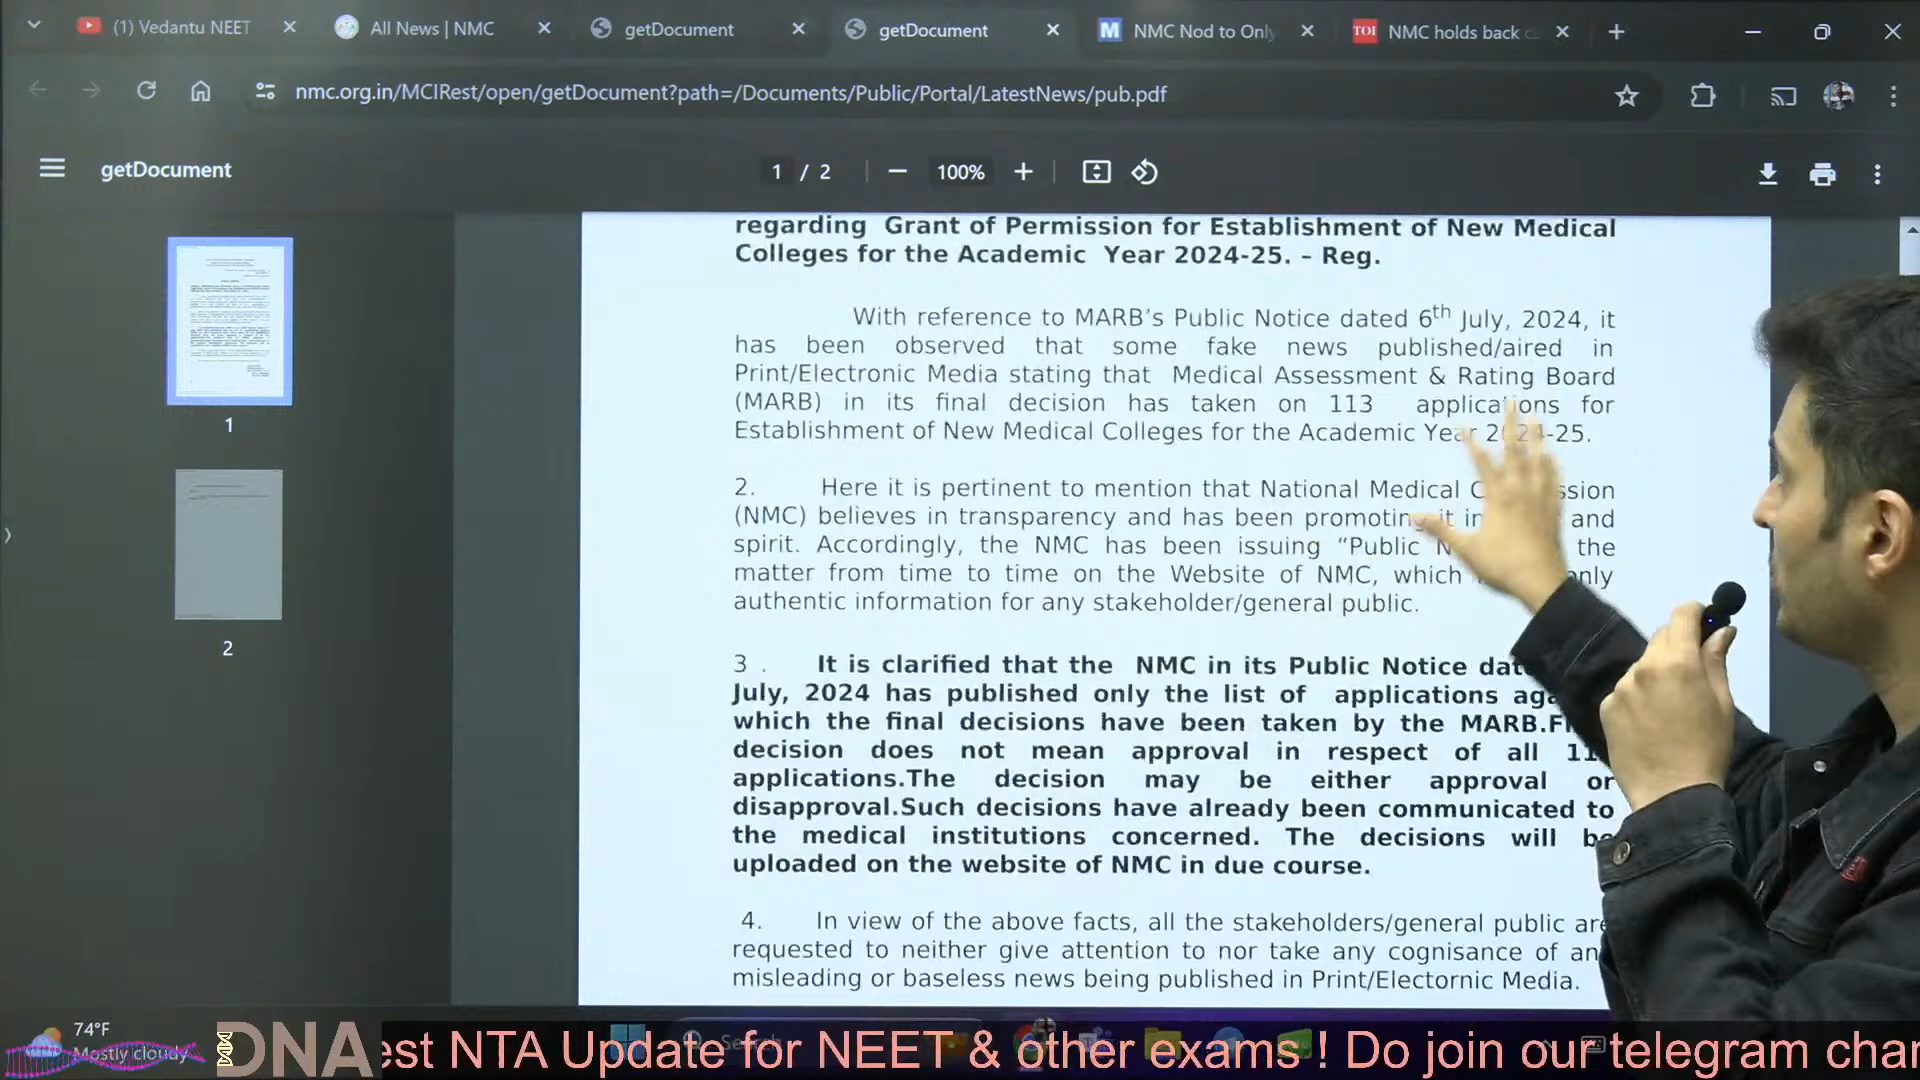 (1) Vedantu NEET
All News | NMC
getDocument
getDocument
M NMC Nod to Only
TOI NMC holds back
nmc.org.in/MCIRest/open/getDocument?path=/Documents/Public/Portal/LatestNews/pub.pdf
getDocument
1 / 2
100%
regarding Grant of Permission for Establishment of New Medical
Colleges for the Academic Year 2024-25. – Reg.
With reference to MARB's Public Notice dated 6th July, 2024, it
has been observed that some fake news published/aired in
Print/Electronic Media stating that Medical Assessment & Rating Board
(MARB) in its final decision has taken on 113 applications for
Establishment of New Medical Colleges for the Academic Year 2024-25.
2. Here it is pertinent to mention that National Medical
(NMC) believes in transparency and has been promoting it in and
spirit. Accordingly, the NMC has been issuing “Public the
matter from time to time on the Website of NMC, which only
authentic information for any stakeholder/general public.
3 . It is clarified that the NMC in its Public Notice
July, 2024 has published only the list of applications
which the final decisions have been taken by the MARB.
decision does not mean approval in respect of all
applications.The decision may be either approval or
disapproval.Such decisions have already been communicated to
the medical institutions concerned. The decisions will be
uploaded on the website of NMC in due course.
4. In view of the above facts, all the stakeholders/general public are
requested to neither give attention to nor take any cognisance of
misleading or baseless news being published in Print/Electornic Media.
1
2
74°F
Mostly cloudy
Search
DNA
est NTA Update for NEET & other exams ! Do join our telegram chan